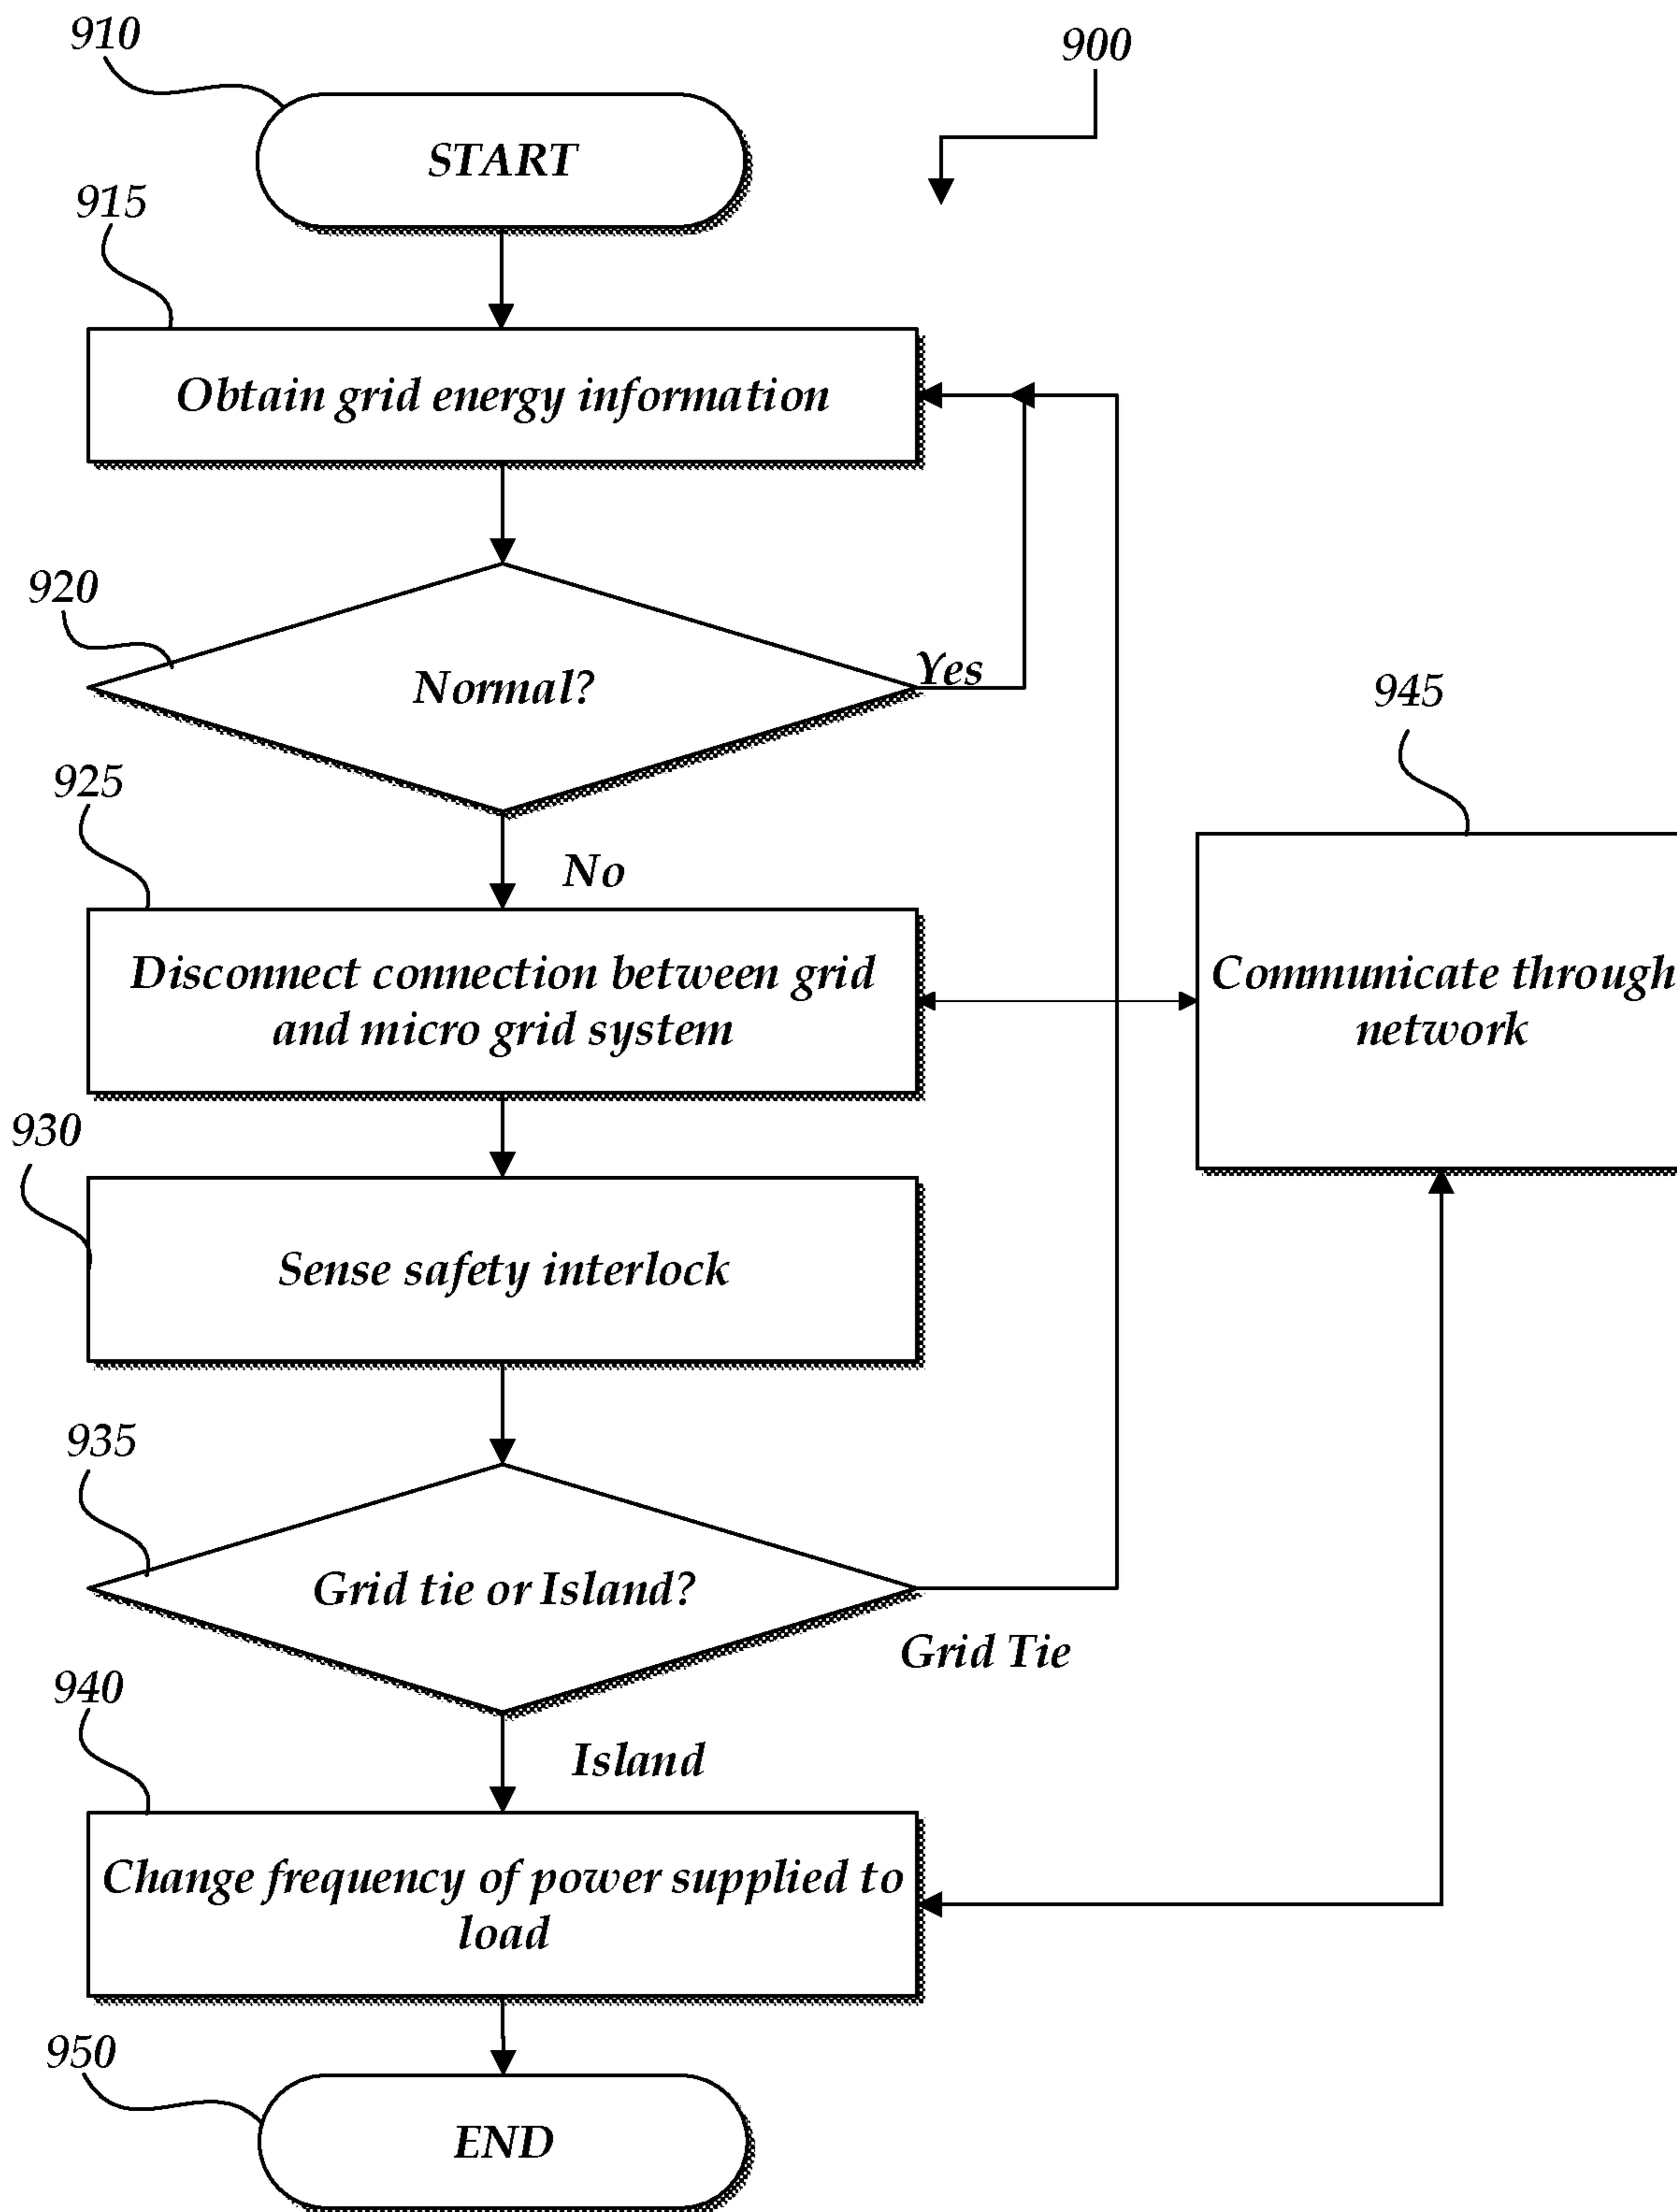 910
900
START
915
Obtain grid energy information
920
Normal?
Yes
945
925
No
Disconnect connection between grid
and micro grid system
Communicate through
network
930
Sense safety interlock
935
Grid tie or Island?
Grid Tie
940
Island
Change frequency of power supplied to
load
950
END